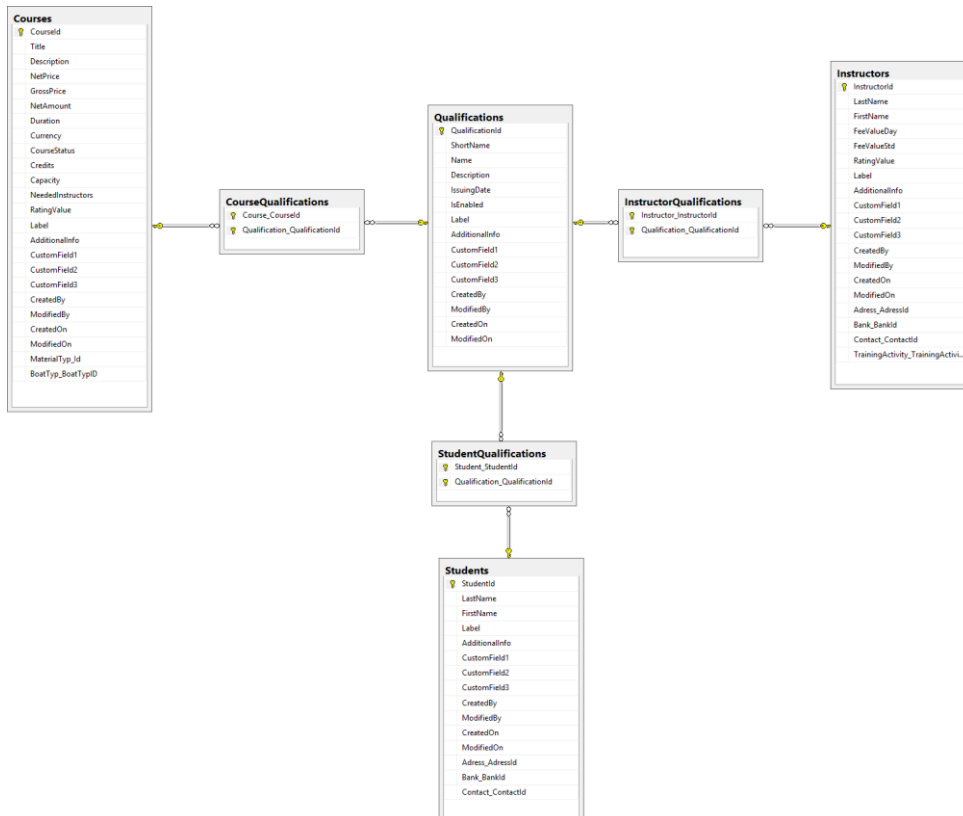 Courses
CourseId
Title
Description
NetPrice
GrossPrice
NetAmount
Duration
Currency
CourseStatus
Credits
Capacity
NeededInstructors
RatingValue
Label
AdditionalInfo
CustomField1
CustomField2
CustomField3
CreatedBy
ModifiedBy
CreatedOn
ModifiedOn
MaterialTyp_Id
BoatTyp_BoatTypID
CourseQualifications
Course_CourseId
Qualification_QualificationId
Qualifications
QualificationId
ShortName
Name
Description
IssuingDate
IsEnabled
Label
AdditionalInfo
CustomField1
CustomField2
CustomField3
CreatedBy
ModifiedBy
CreatedOn
ModifiedOn
InstructorQualifications
Instructor_InstructorId
Qualification_QualificationId
Instructors
InstructorId
LastName
FirstName
FeeValueDay
FeeValueStd
RatingValue
Label
AdditionalInfo
CustomField1
CustomField2
CustomField3
CreatedBy
ModifiedBy
CreatedOn
ModifiedOn
Adress_AdressId
Bank_BankId
Contact_ContactId
TrainingActivity_TrainingActivi...
StudentQualifications
Student_StudentId
Qualification_QualificationId
Students
StudentId
LastName
FirstName
Label
AdditionalInfo
CustomField1
CustomField2
CustomField3
CreatedBy
ModifiedBy
CreatedOn
ModifiedOn
Adress_AdressId
Bank_BankId
Contact_ContactId